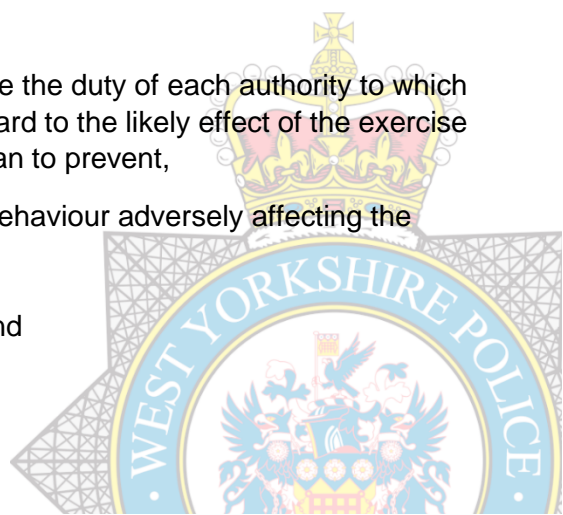 e the duty of each authority to which
ard to the likely effect of the exercise
an to prevent,
ehaviour adversely affecting the
nd
WEST YORKSHIRE POLICE